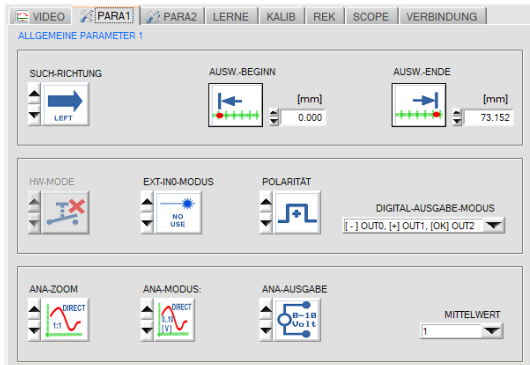 VIDEO PARA1 PARA2 LERNE KALIB REK SCOPE VERBINDUNG
ALLGEMEINE PARAMETER 1
SUCH-RICHTUNG AUSW.-BEGINN AUSW.-ENDE
LEFT
[mm]
0.000
[mm]
73.152
HW-MODE EXT-IN0-MODUS POLARITÄT
NO
USE
DIGITAL-AUSGABE-MODUS
[ - ] OUT0, [+] OUT1, [OK] OUT2
ANA-ZOOM ANA-MODUS: ANA-AUSGABE
DIRECT
1:1
DIRECT
0..10
[V]
0-10
Volt
MITTELWERT
1